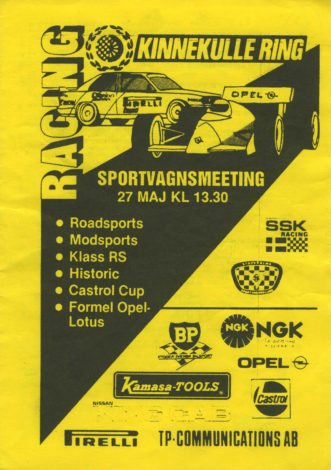 RACING
KINNEKULLE RING
PIRELLI
OPEL
SPORTVAGNSMEETING
27 MAJ KL 13.30
• Roadsports
• Modsports
• Klass RS
• Historic
• Castrol Cup
• Formel Opel-
Lotus
SSK
RACING
BP
NGK
NGK
OPEL
Kamasa-TOOLS®
Castrol
NISSAN
PIRELLI
TP-COMMUNICATIONS AB